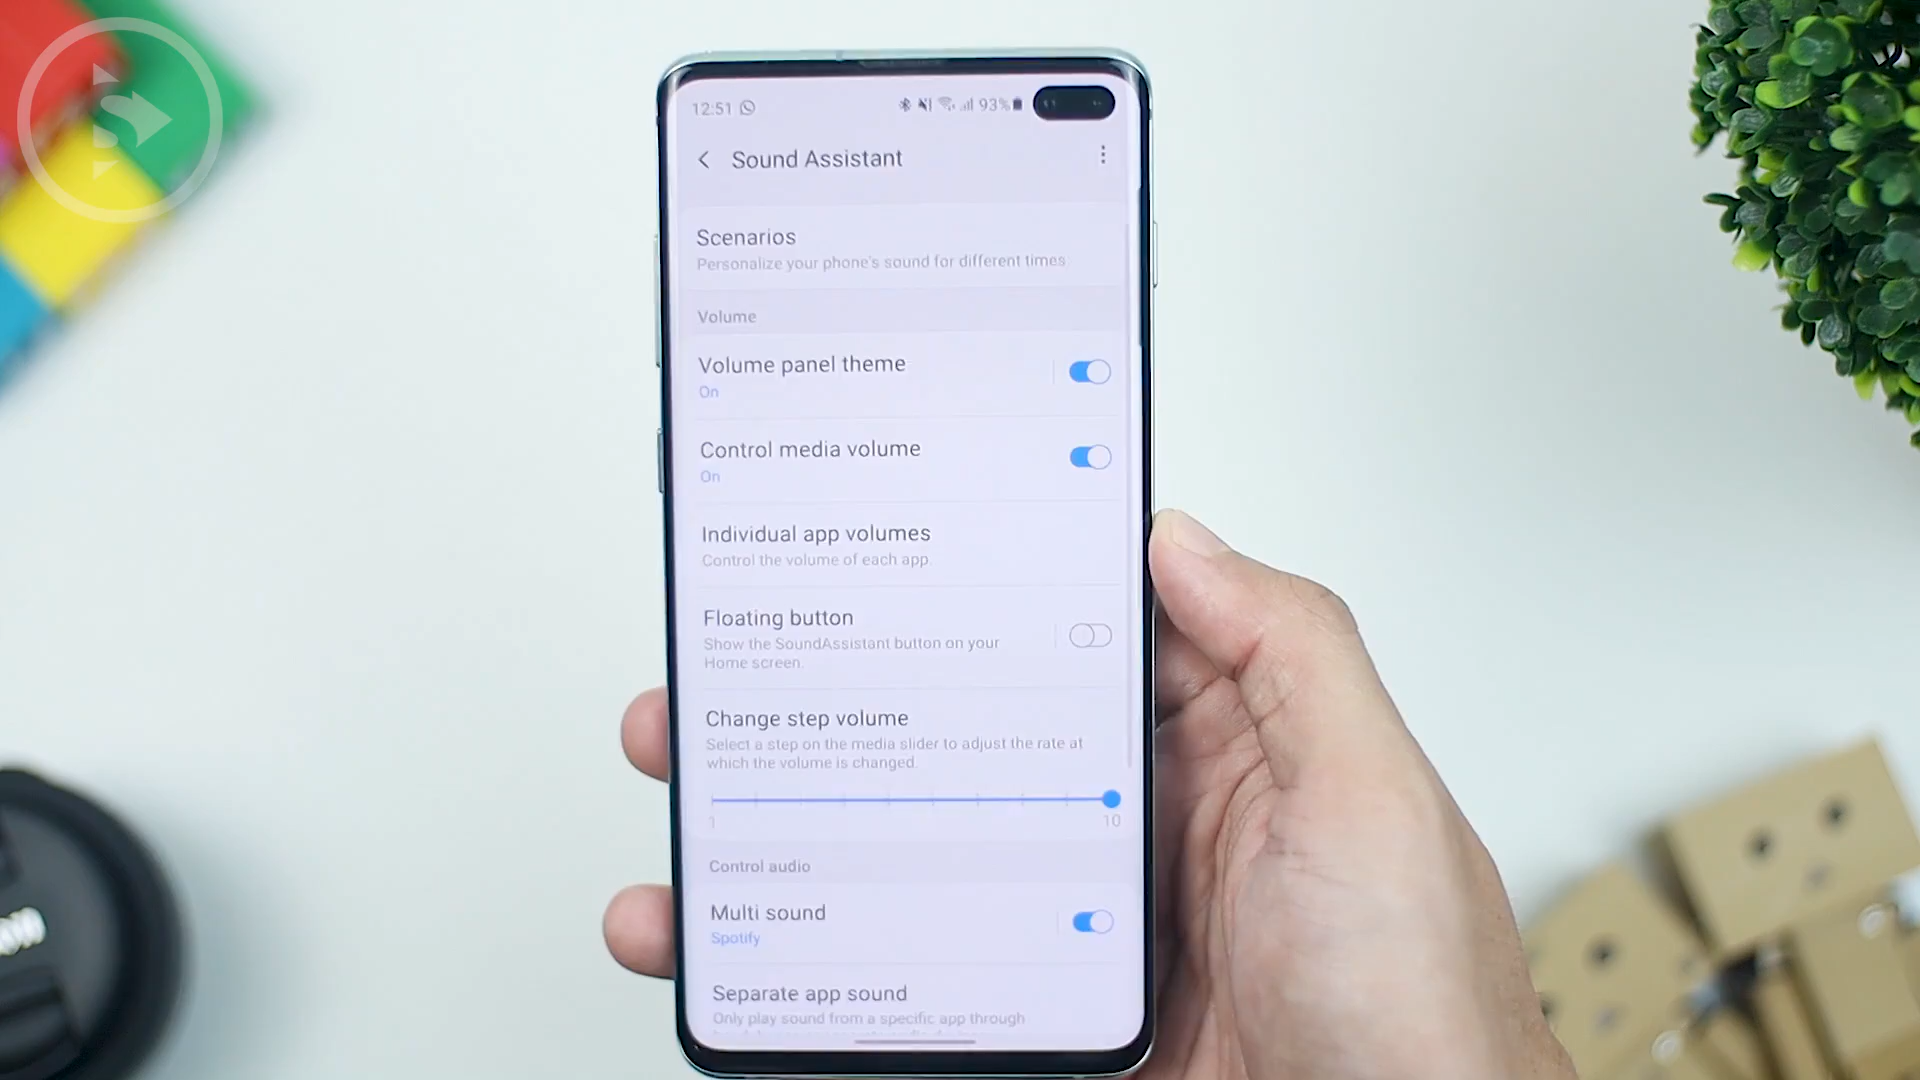 12:51
93%
Sound Assistant
Scenarios
Personalize your phone's sound for different times
Volume
Volume panel theme
On
Control media volume
On
Individual app volumes
Control the volume of each app.
Floating button
Show the SoundAssistant button on your
Home screen.
Change step volume
Select a step on the media slider to adjust the rate at
which the volume is changed.
1
10
Control audio
Multi sound
Spotify
Separate app sound
Only play sound from a specific app through